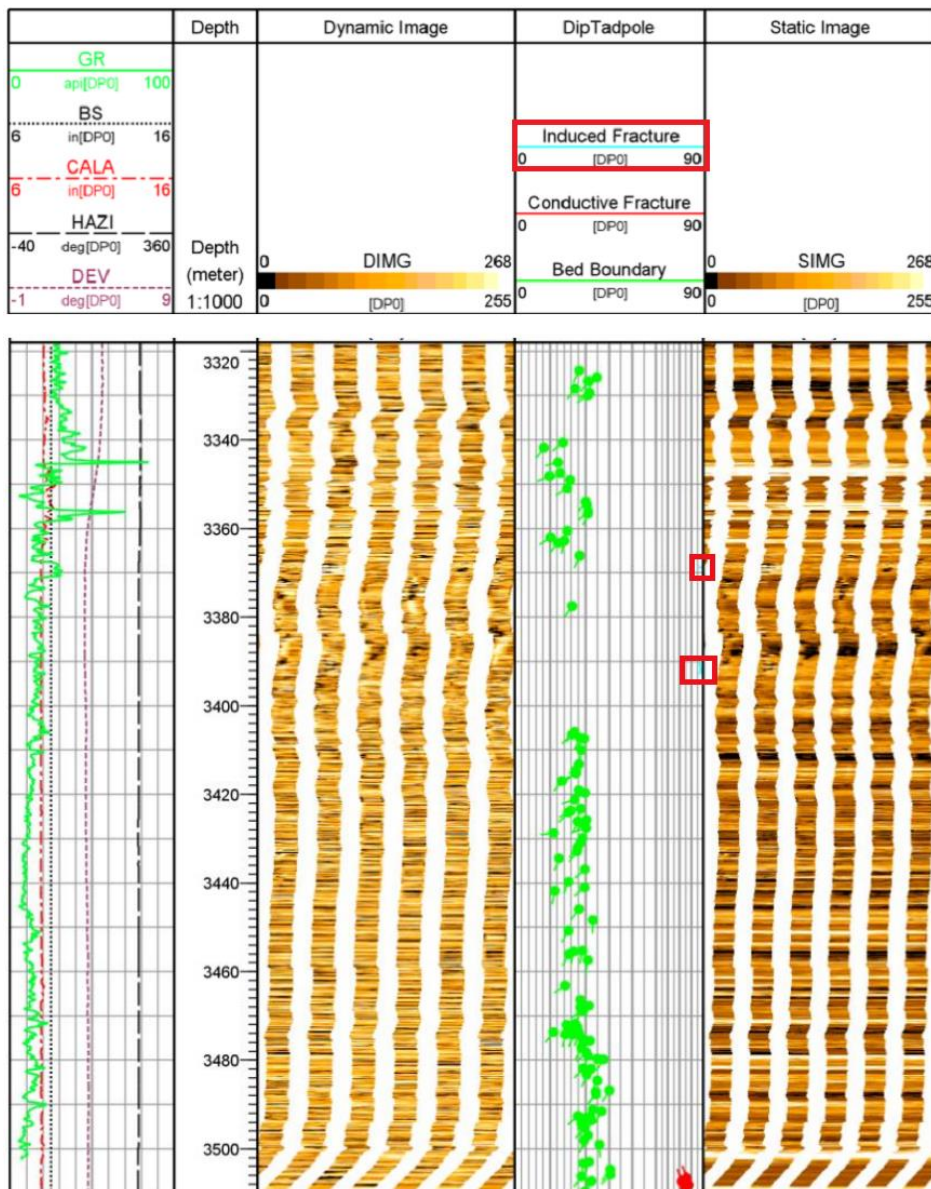 Depth Dynamic Image DipTadpole Static Image
GR
0 api[DP0] 100
BS
6 in[DP0] 16
CALA
6 in[DP0] 16
HAZI
-40 deg[DP0] 360
DEV
-1 deg[DP0] 9
Depth
(meter)
1:1000
0 DIMG 268
0 [DP0] 255
Induced Fracture
0 [DP0] 90
Conductive Fracture
0 [DP0] 90
Bed Boundary
0 [DP0] 90
0 SIMG 268
0 [DP0] 255
3320
3340
3360
3380
3400
3420
3440
3460
3480
3500